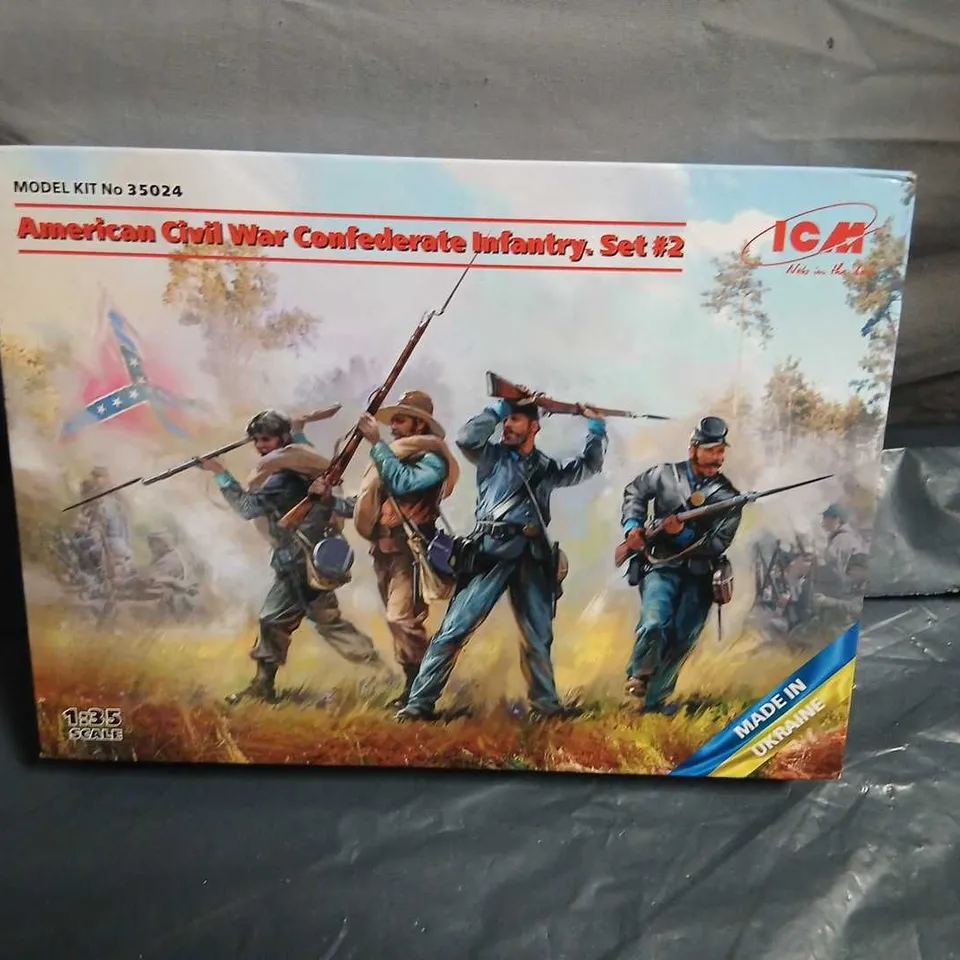 MODEL KIT No 35024
American Civil War Confederate Infantry. Set #2
ICM
1:35
SCALE
MADE IN
UKRAINE